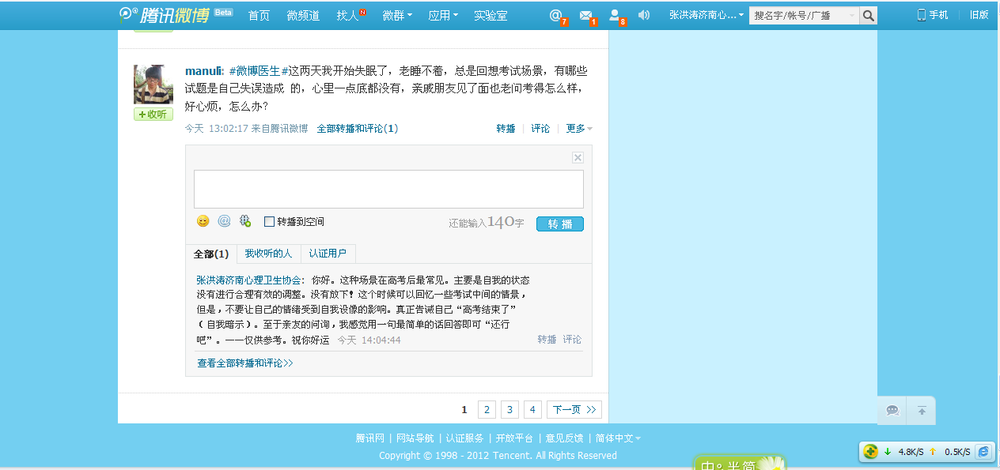 腾讯微博 Beta 首页 微频道 找人 N 微群 应用 实验室 @ 7 1 8 张洪涛济南心... 搜名字/帐号/广播 手机 旧版
manuli: #微博医生#这两天我开始失眠了，老睡不着，总是回想考试场景，有哪些
试题是自己失误造成 的，心里一点底都没有，亲戚朋友见了面也老问考得怎么样，
+收听 好心烦，怎么办?
今天 13:02:17 来自腾讯微博 全部转播和评论(1) 转播 | 评论 | 更多
@ 转播到空间 还能输入140字 转播
全部(1) 我收听的人 认证用户
张洪涛济南心理卫生协会: 你好。这种场景在高考后最常见。主要是自我的状态
没有进行合理有效的调整。没有放下！这个时候可以回忆一些考试中间的情景，
但是，不要让自己的情绪受到自我设像的影响。真正告诫自己“高考结束了”
（自我暗示）。至于亲友的问询，我感觉用一句最简单的话回答即可“还行
吧”。一一仅供参考。祝你好运 今天 14:04:44 转播 评论
查看全部转播和评论>>
1 2 3 4 下一页 >>
腾讯网 | 网站导航 | 认证服务 | 开放平台 | 意见反馈 | 简体中文
Copyright © 1998 - 2012 Tencent. All Rights Reserved
4.8K/S 0.5K/S
中 半 简